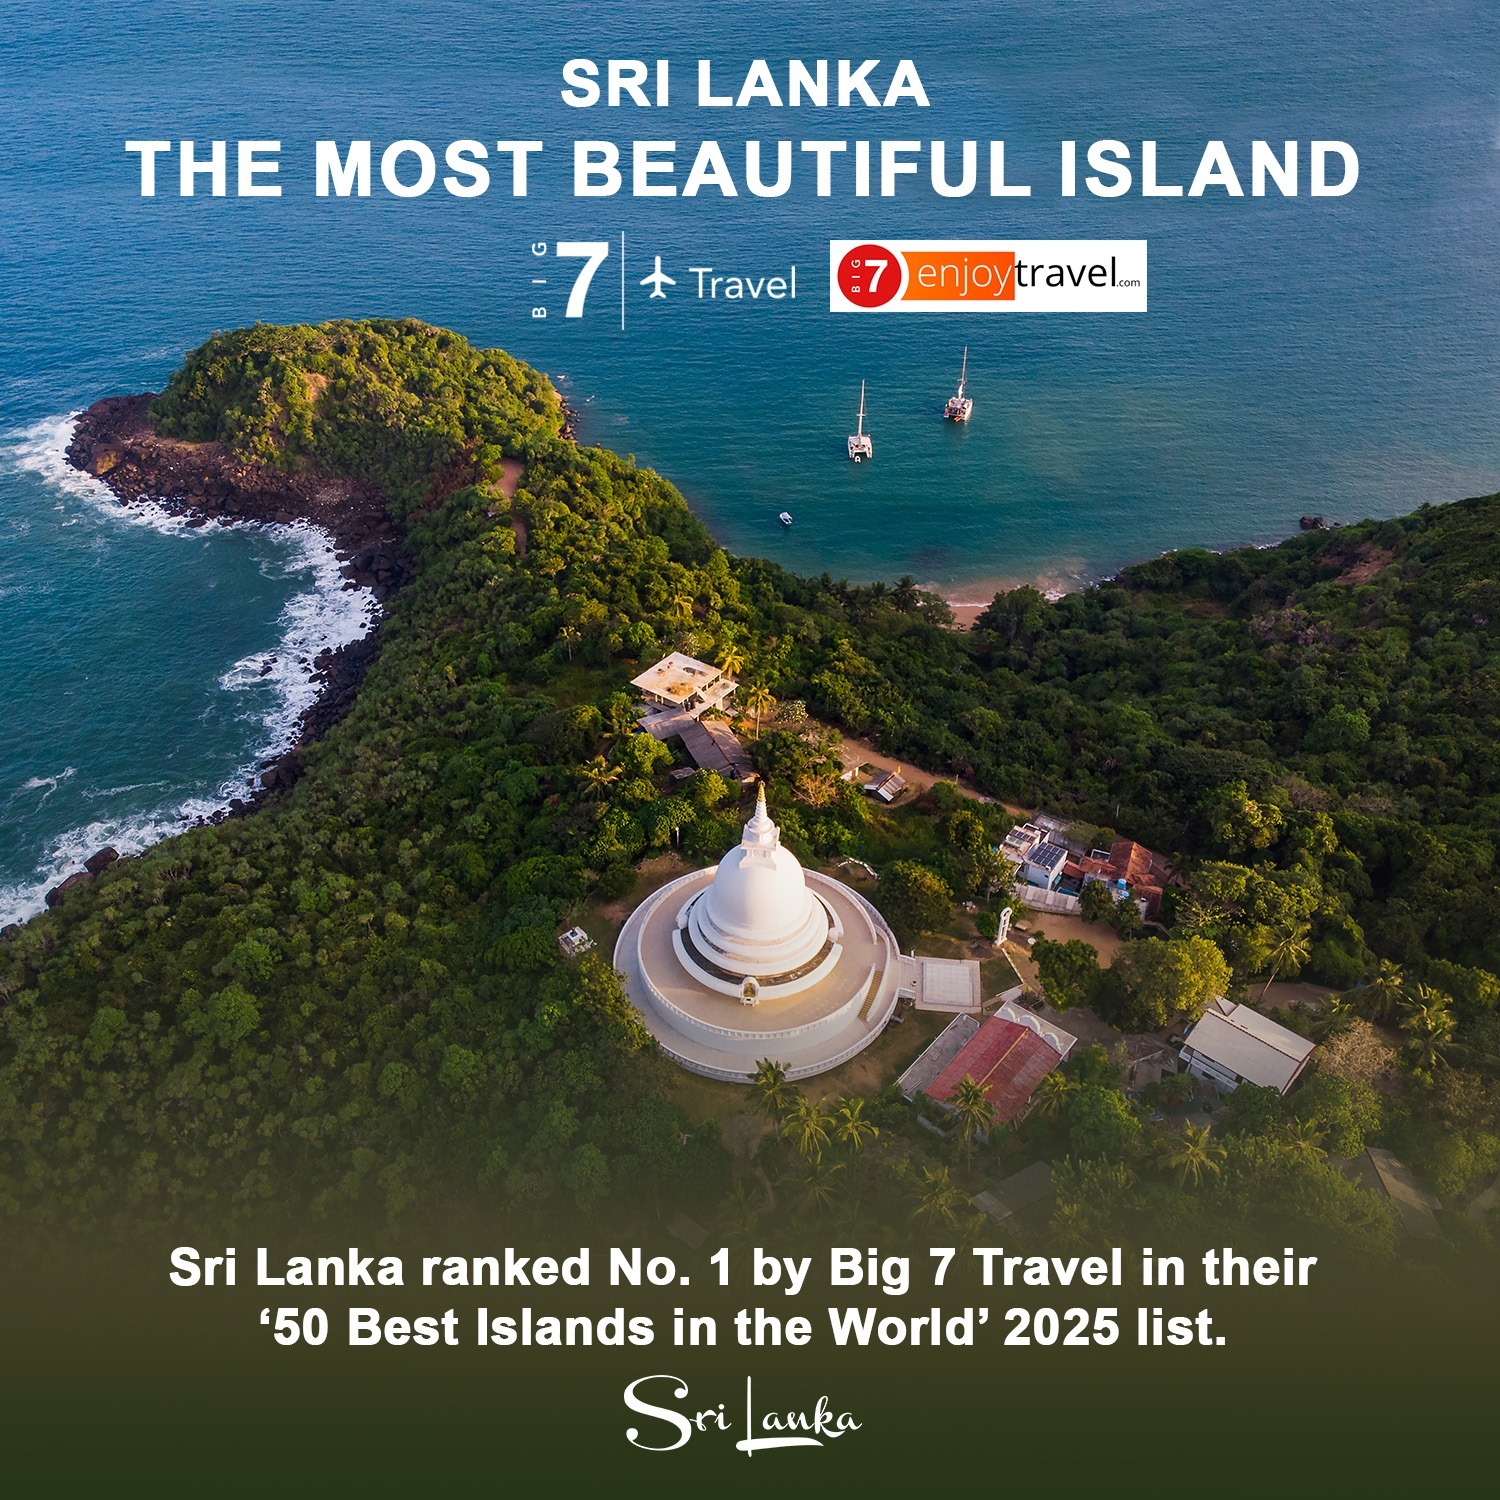 SRI LANKA
THE MOST BEAUTIFUL ISLAND
BIG 7 Travel
BIG 7 enjoytravel.com
Sri Lanka ranked No. 1 by Big 7 Travel in their
‘50 Best Islands in the World’ 2025 list.
Sri Lanka